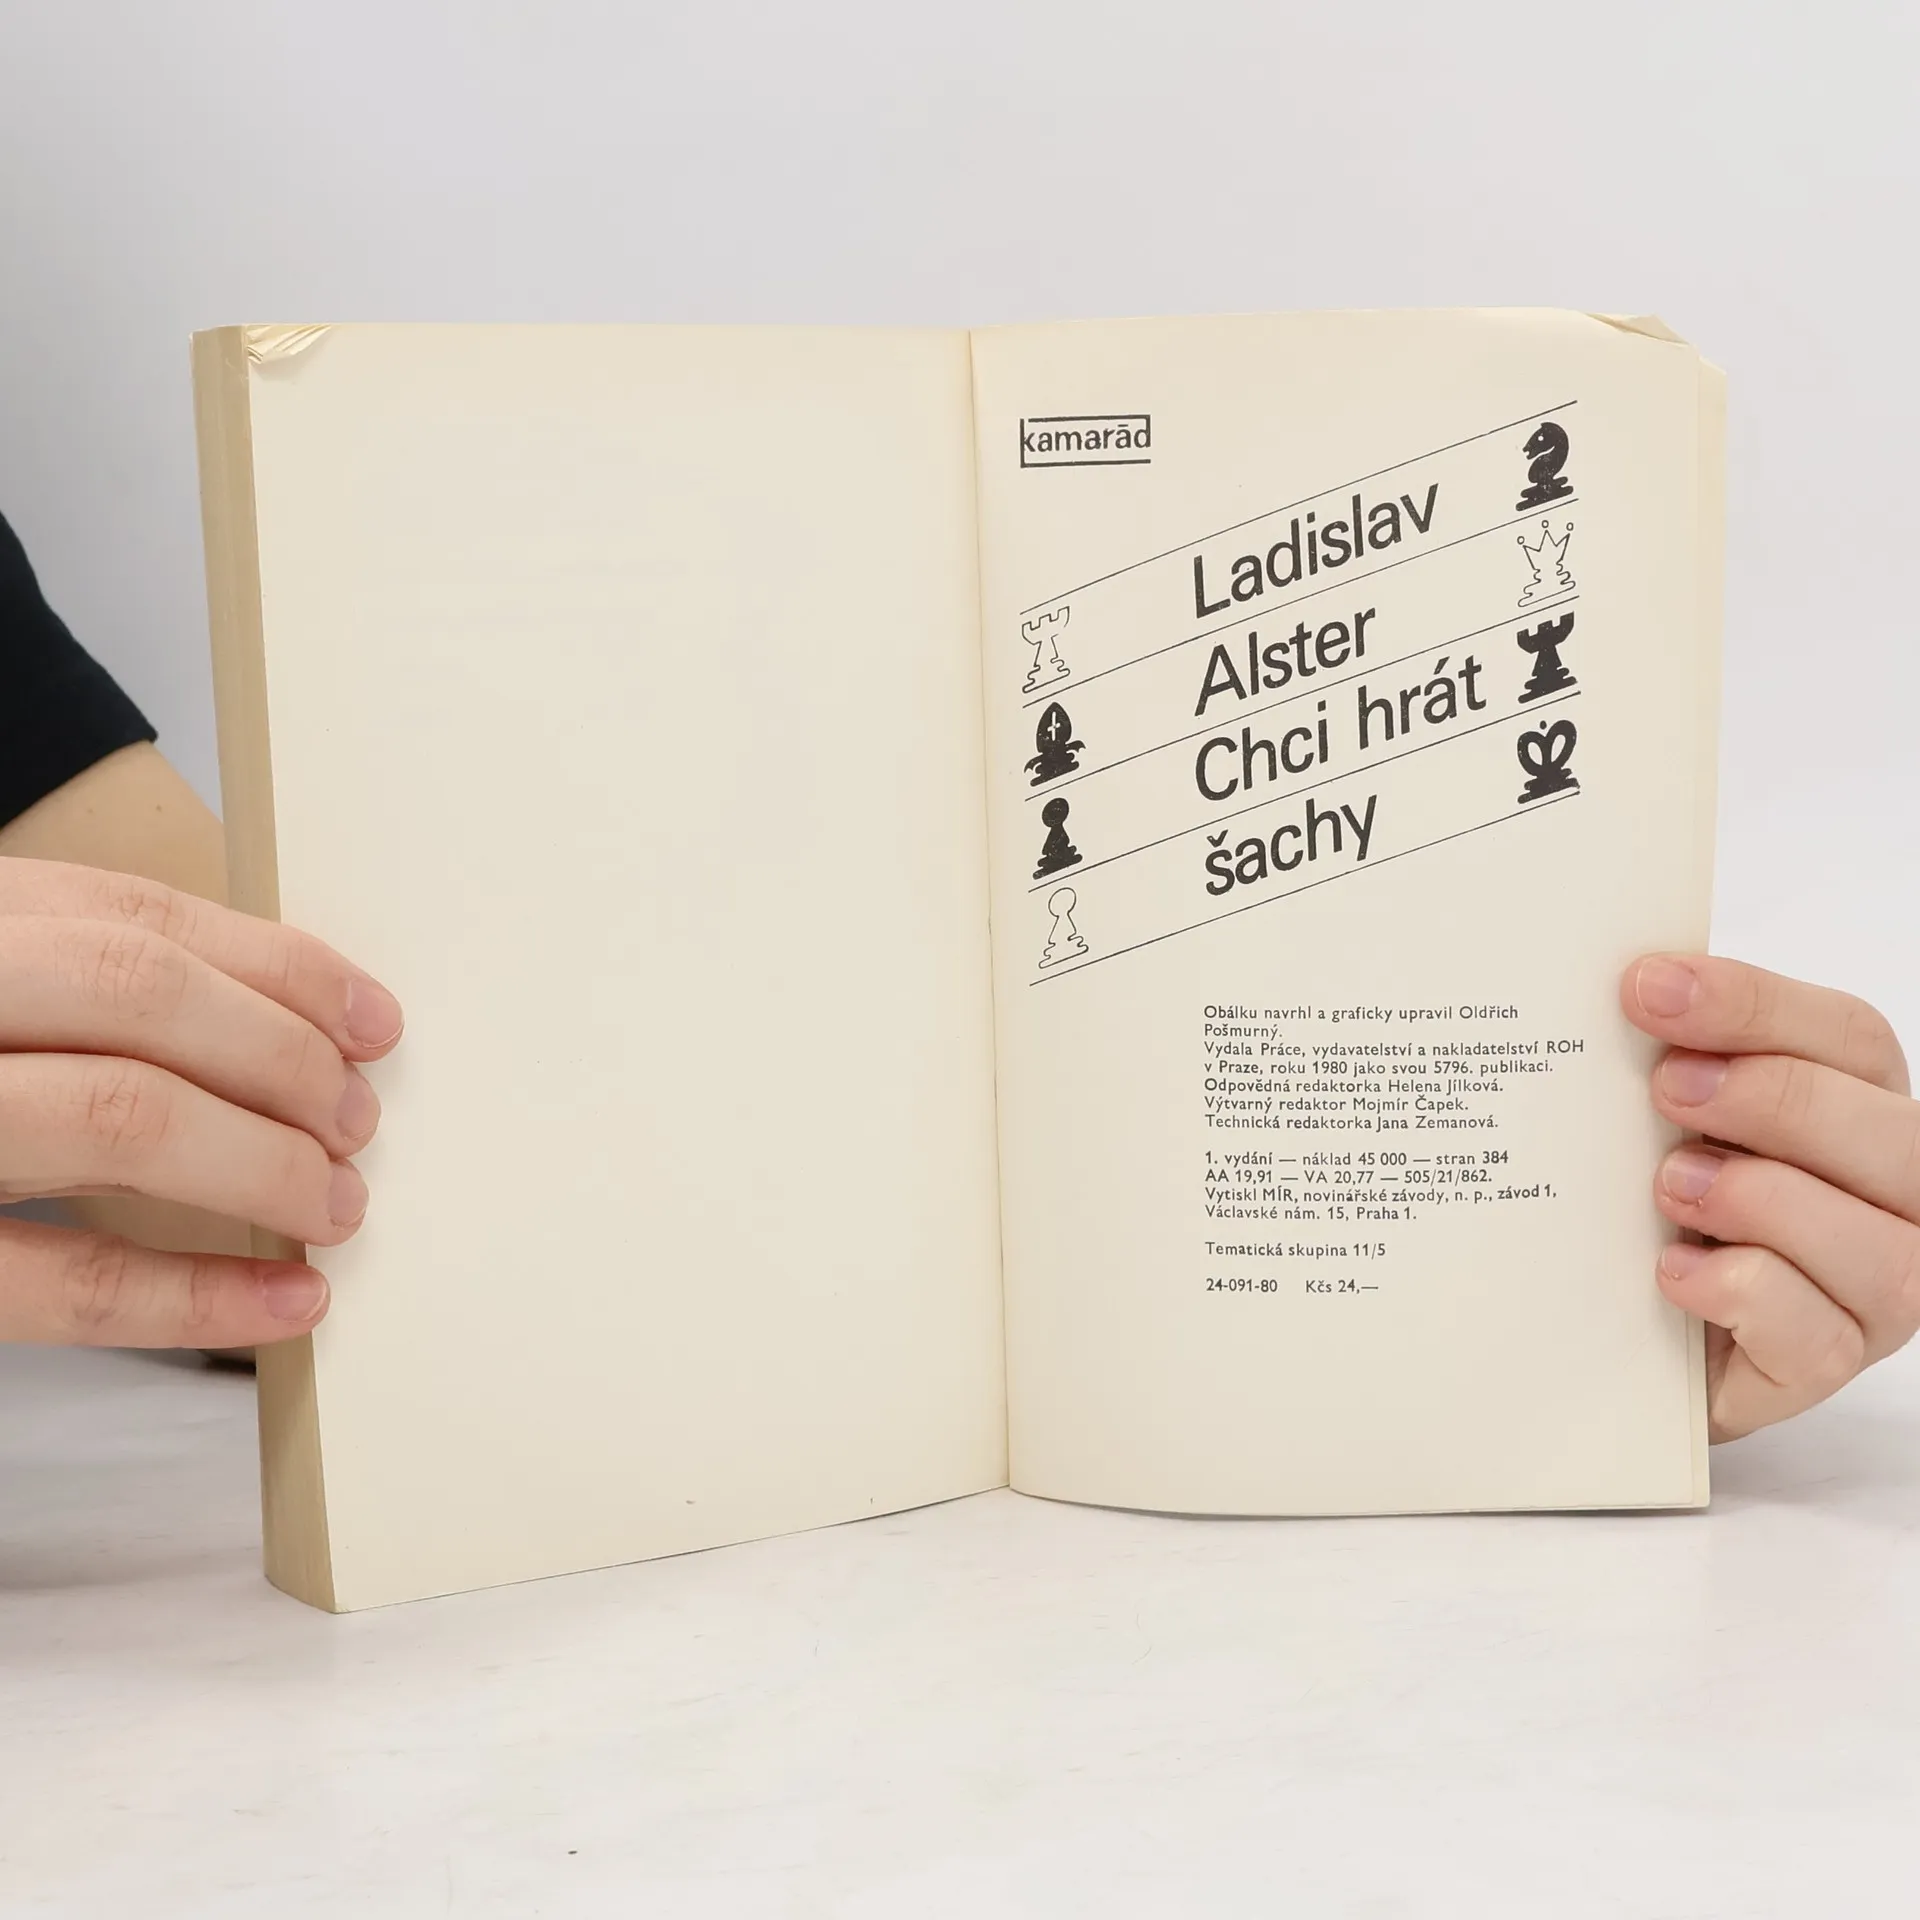 kamarād
Ladislav
Alster
Chci hrát
šachy
Obálku navrhl a graficky upravil Oldřich
Pošmurný.
Vydala Práce, vydavatelství a nakladatelství ROH
v Praze, roku 1980 jako svou 5796. publikaci.
Odpovědná redaktorka Helena Jílková.
Výtvarný redaktor Mojmír Čapek.
Technická redaktorka Jana Zemanová.
1. vydání — náklad 45 000 — stran 384
AA 19,91 — VA 20,77 — 505/21/862.
Vytiskl MÍR, novinářské závody, n. p., závod 1,
Václavské nám. 15, Praha 1.
Tematická skupina 11/5
24-091-80 Kčs 24,—